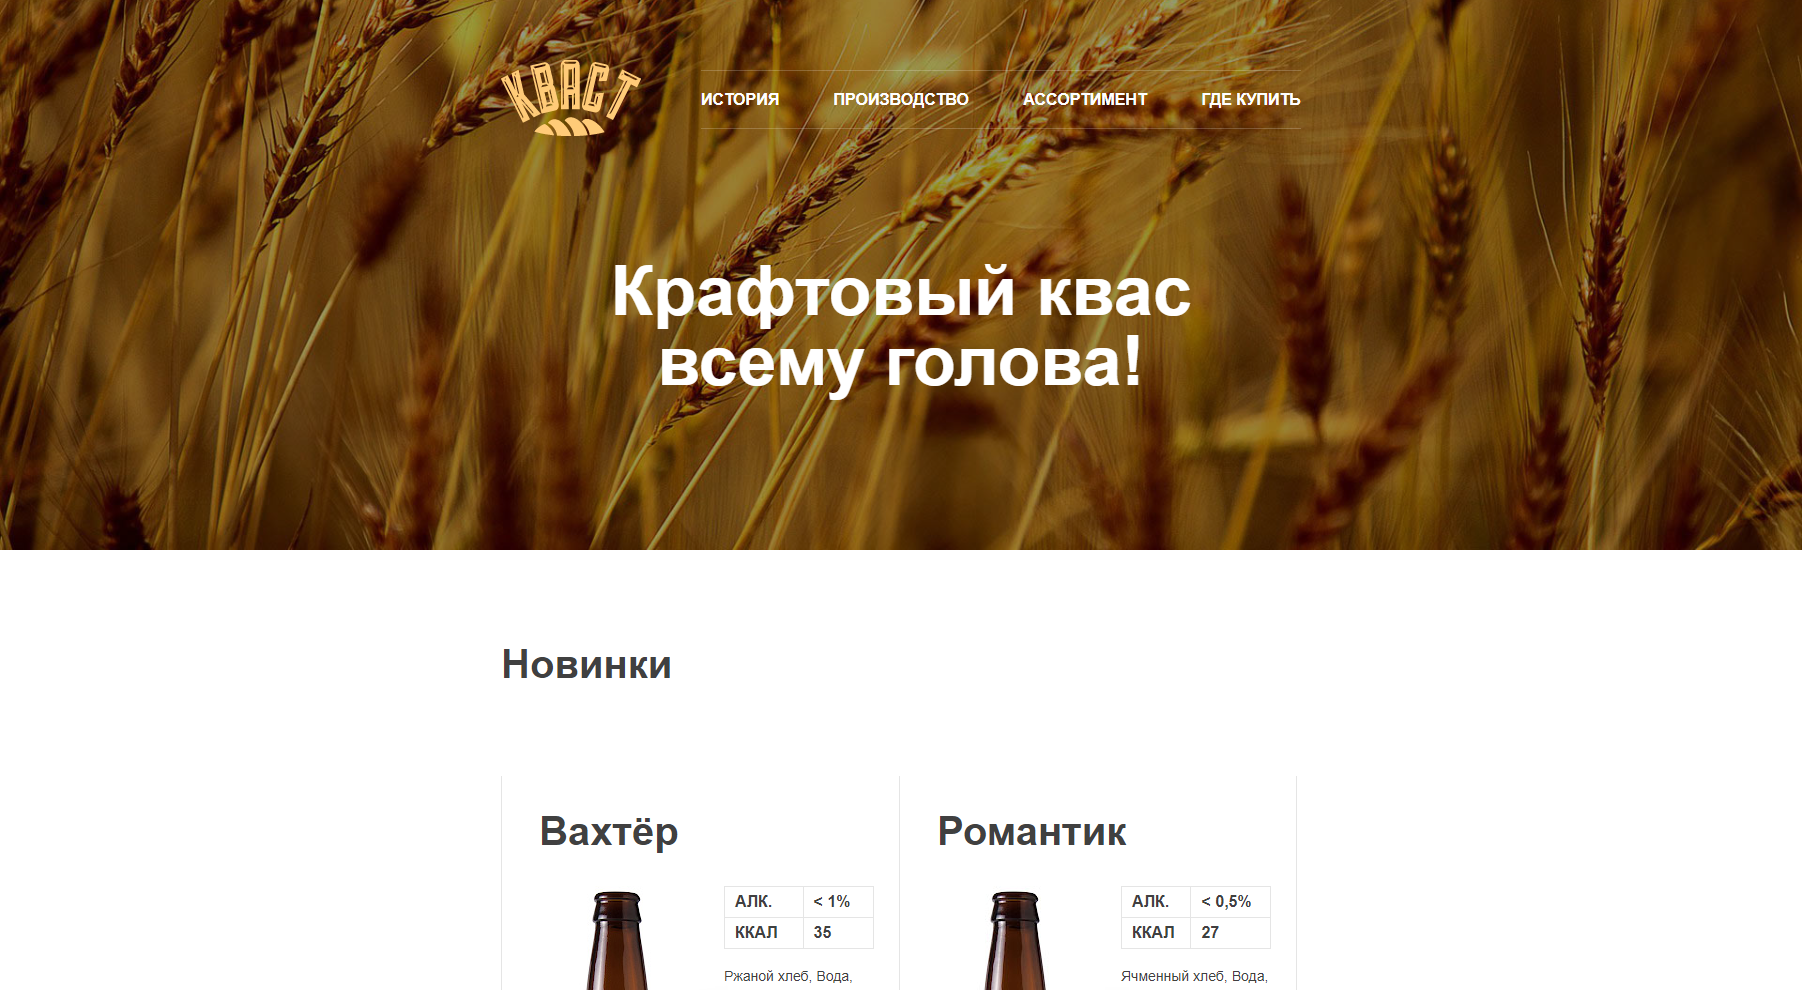 КВАСТ
ИСТОРИЯ ПРОИЗВОДСТВО АССОРТИМЕНТ ГДЕ КУПИТЬ
Крафтовый квас
всему голова!
Новинки
Вахтёр
АЛК. < 1%
ККАЛ 35
Ржаной хлеб, Вода,
Романтик
АЛК. < 0,5%
ККАЛ 27
Ячменный хлеб, Вода,